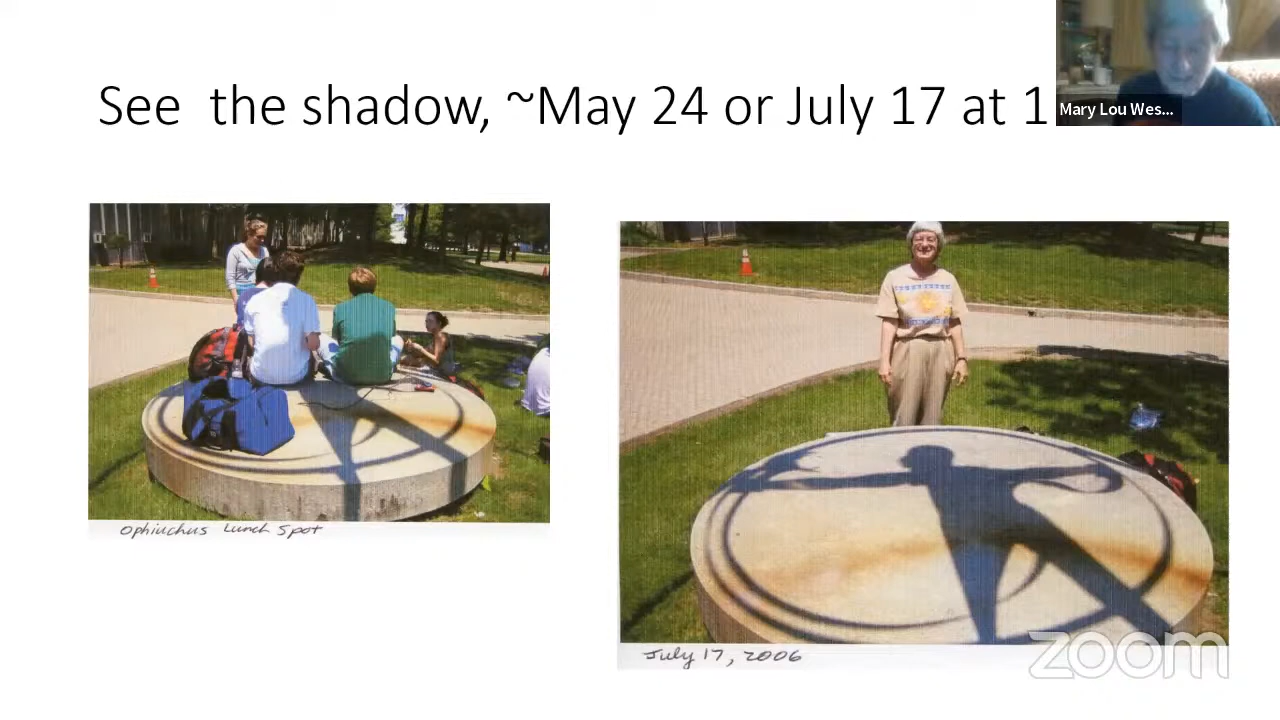 See  the shadow, ~May 24 or July 17 at 1
Mary Lou Wes...
Ophiuchus Lunch Spot
July 17, 2006
zoom